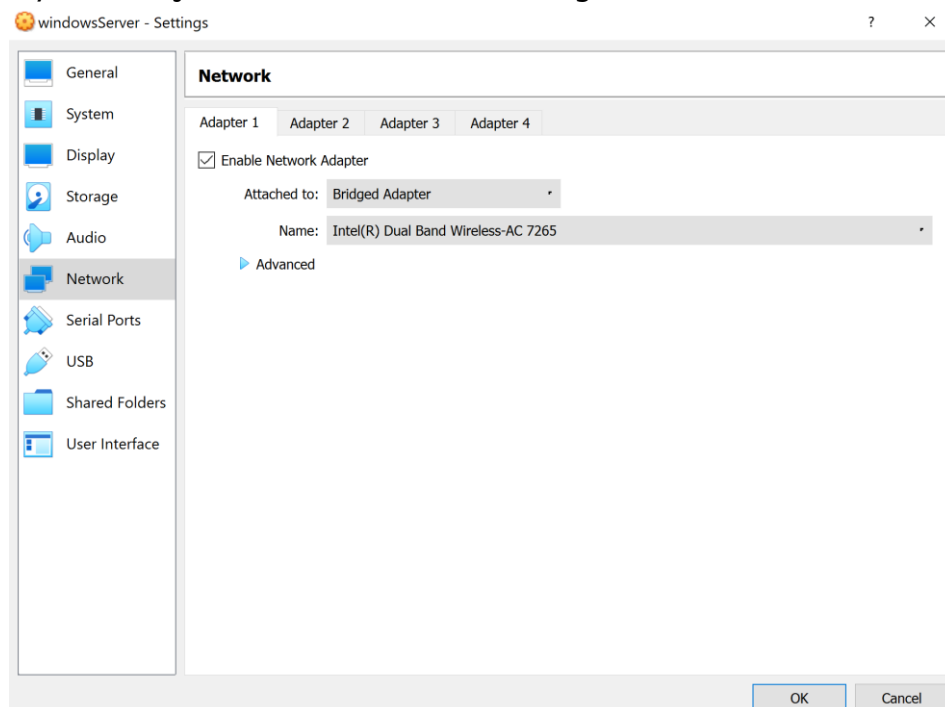 windowsServer - Settings
?
×
General
System
Display
Storage
Audio
Network
Serial Ports
USB
Shared Folders
User Interface
Network
Adapter 1 Adapter 2 Adapter 3 Adapter 4
Enable Network Adapter
Attached to: Bridged Adapter
Name: Intel(R) Dual Band Wireless-AC 7265
Advanced
OK Cancel